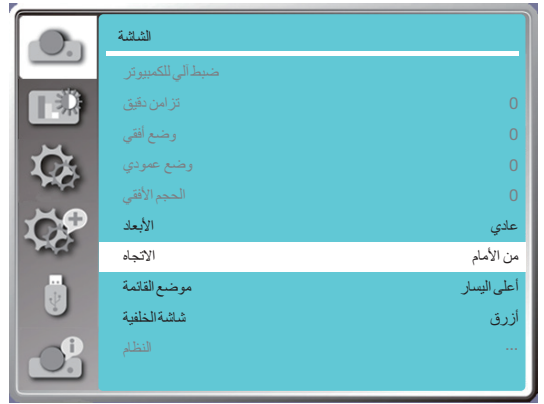 الشاشة
ضبط آلي للكمبيوتر
تزامن دقيق 0
وضع أفقي 0
وضع عمودي 0
الحجم الأفقي 0
الأبعاد عادي
الاتجاه من الأمام
موضع القائمة أعلى اليسار
شاشة الخلفية أزرق
النظام ...